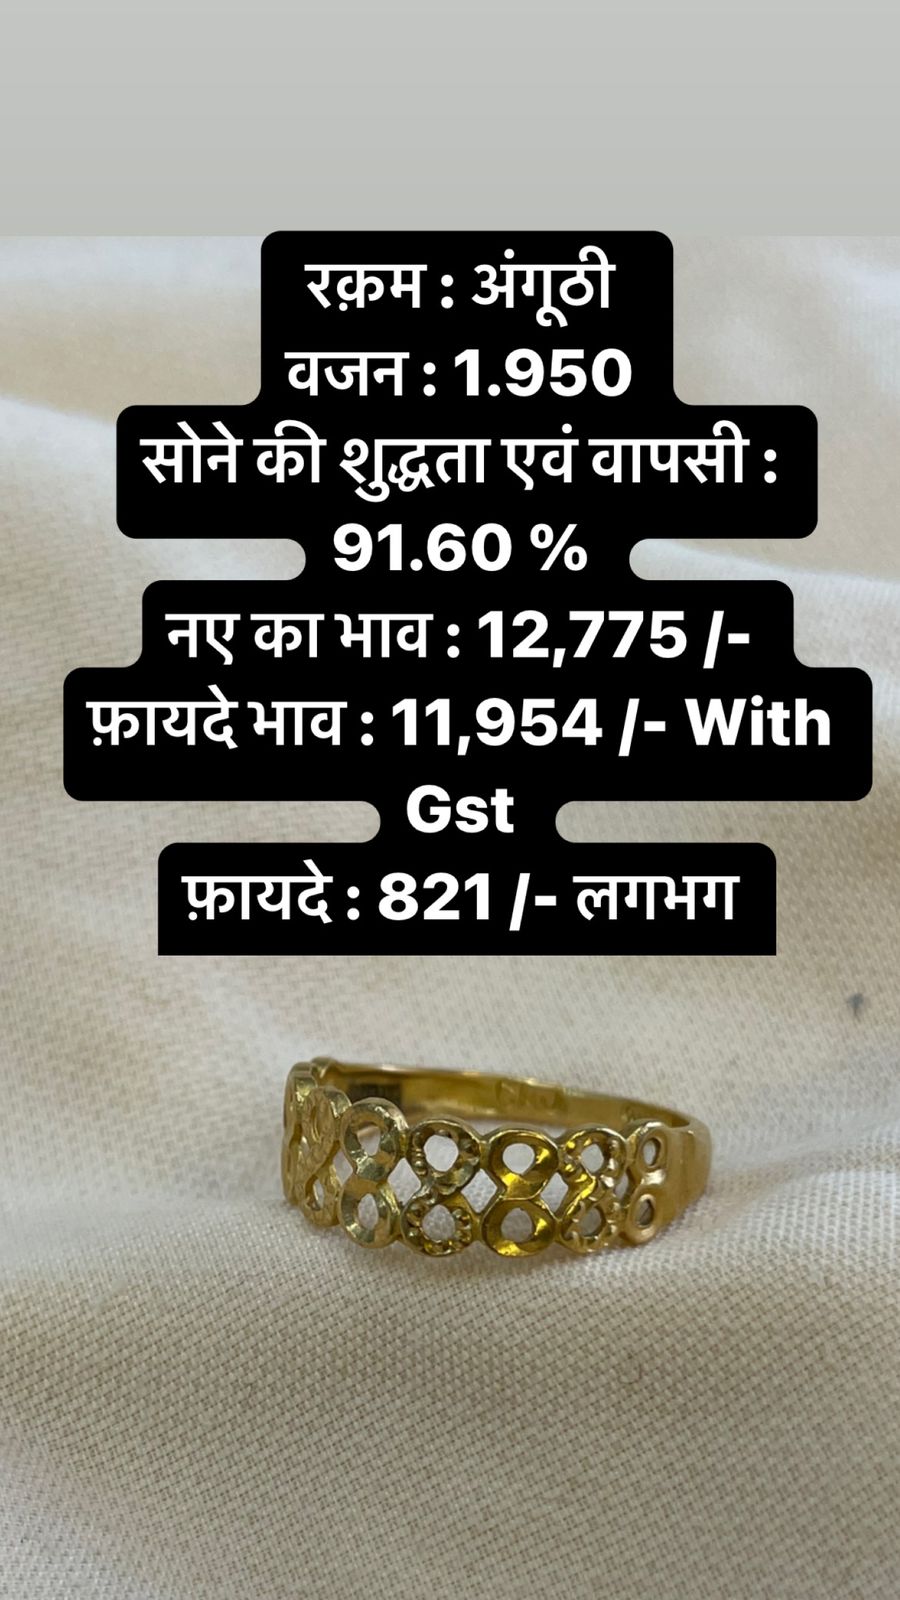 रक़म : अंगूठी
वजन : 1.950
सोने की शुद्धता एवं वापसी :
91.60 %
नए का भाव : 12,775 /-
फ़ायदे भाव : 11,954 /- With
Gst
फ़ायदे : 821 /- लगभग